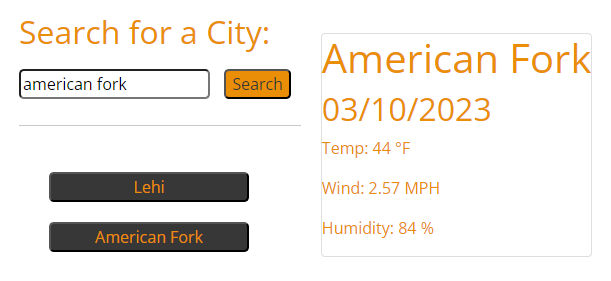 Search for a City:
american fork
Search
Lehi
American Fork
American Fork
03/10/2023
Temp: 44 °F
Wind: 2.57 MPH
Humidity: 84 %